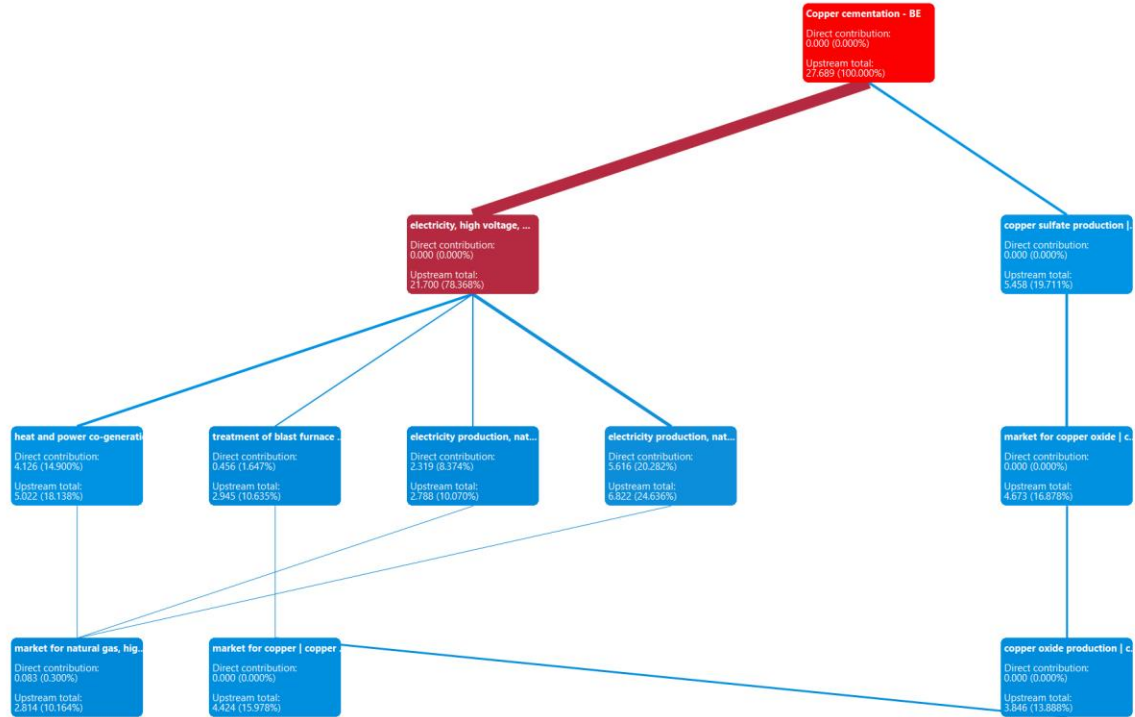 Copper cementation - BE
Direct contribution:
0.000 (0.000%)
Upstream total:
27.689 (100.000%)
electricity, high voltage, ...
Direct contribution:
0.000 (0.000%)
Upstream total:
21.700 (78.368%)
copper sulfate production |...
Direct contribution:
0.000 (0.000%)
Upstream total:
5.458 (19.711%)
heat and power co-generati
Direct contribution:
4.126 (14.900%)
Upstream total:
5.022 (18.138%)
treatment of blast furnace ...
Direct contribution:
0.456 (1.647%)
Upstream total:
2.945 (10.635%)
electricity production, nat...
Direct contribution:
2.319 (8.374%)
Upstream total:
2.788 (10.070%)
electricity production, nat...
Direct contribution:
5.616 (20.282%)
Upstream total:
6.822 (24.636%)
market for copper oxide | c...
Direct contribution:
0.000 (0.000%)
Upstream total:
4.673 (16.878%)
market for natural gas, hig...
Direct contribution:
0.083 (0.300%)
Upstream total:
2.814 (10.164%)
market for copper | copper ...
Direct contribution:
0.000 (0.000%)
Upstream total:
4.424 (15.978%)
copper oxide production | c...
Direct contribution:
0.000 (0.000%)
Upstream total:
3.846 (13.888%)